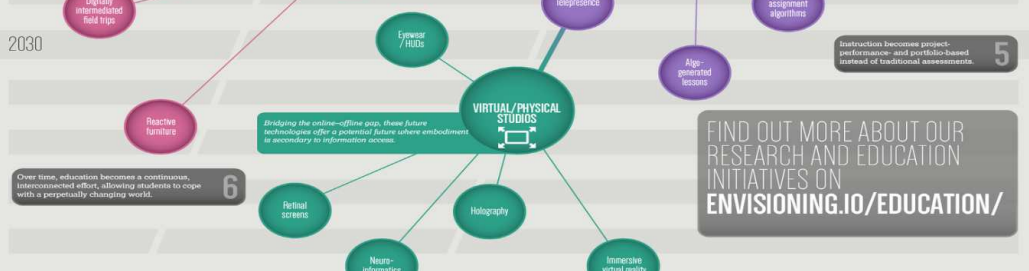 Digitally
intermediated
field trips
Telepresence
assignment
algorithms
2030
Eyewear
/ HUDs
Instruction becomes project-
performance- and portfolio-based
instead of traditional assessments.
5
Algo-
generated
lessons
VIRTUAL/PHYSICAL
STUDIOS
Reactive
furniture
Bridging the online–offline gap, these future
technologies offer a potential future where embodiment
is secondary to information access.
FIND OUT MORE ABOUT OUR
RESEARCH AND EDUCATION
INITIATIVES ON
ENVISIONING.IO/EDUCATION/
Over time, education becomes a continuous,
interconnected effort, allowing students to cope
with a perpetually changing world.
6
Retinal
screens
Holography
Neuro-
informatics
Immersive
virtual reality